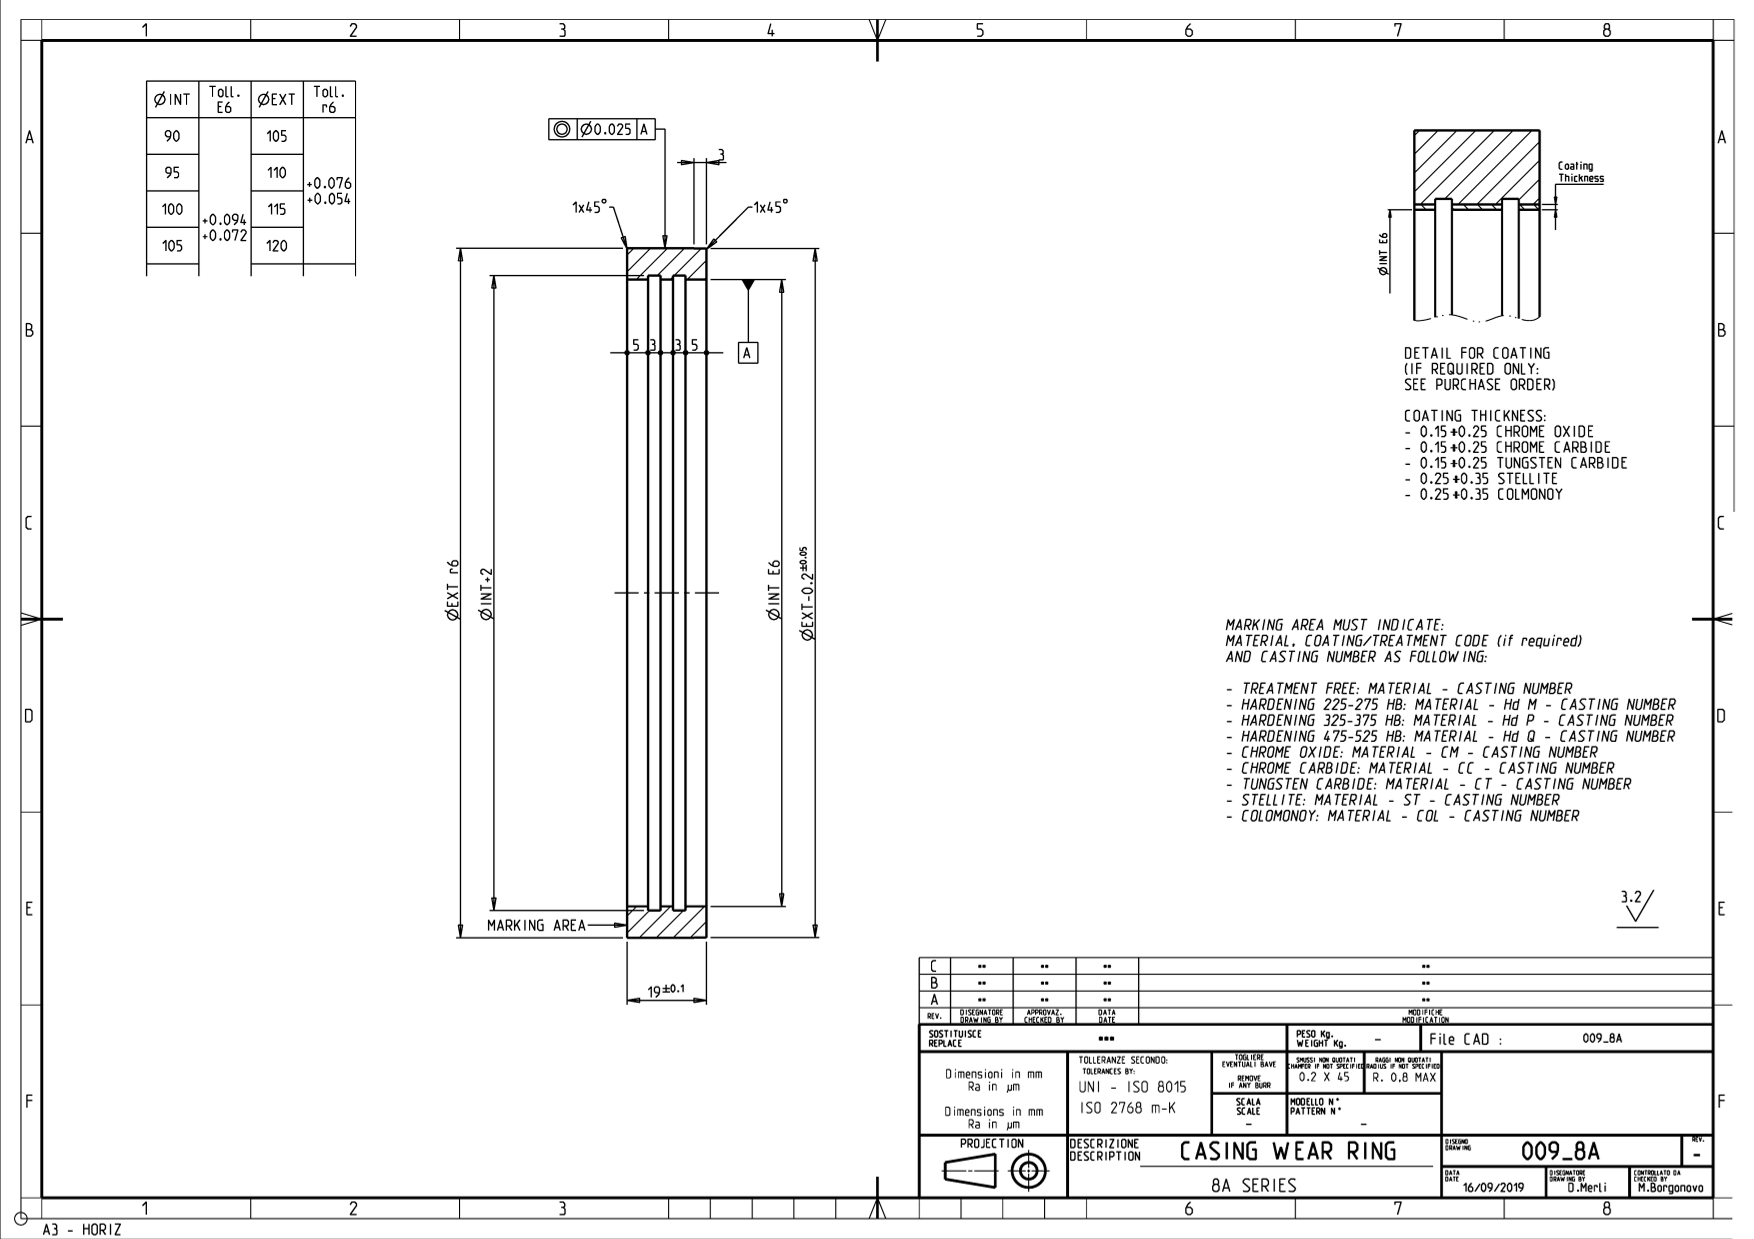 1 2 3 4 5 6 7 8
A A
B B
C C
D D
E E
F F
ØINT Toll. E6 ØEXT Toll. r6
90 105
95 110
100 115
105 120
+0.094
+0.072
+0.076
+0.054
Ø0.025 A
3
1x45° 1x45°
5 3 3 5
A
ØEXT r6
ØINT+2
ØINT E6
ØEXT-0.2±0.05
MARKING AREA
19±0.1
Coating
Thickness
ØINT E6
DETAIL FOR COATING
(IF REQUIRED ONLY:
SEE PURCHASE ORDER)
COATING THICKNESS:
- 0.15÷0.25 CHROME OXIDE
- 0.15÷0.25 CHROME CARBIDE
- 0.15÷0.25 TUNGSTEN CARBIDE
- 0.25÷0.35 STELLITE
- 0.25÷0.35 COLMONOY
MARKING AREA MUST INDICATE:
MATERIAL, COATING/TREATMENT CODE (if required)
AND CASTING NUMBER AS FOLLOWING:
- TREATMENT FREE: MATERIAL - CASTING NUMBER
- HARDENING 225-275 HB: MATERIAL - Hd M - CASTING NUMBER
- HARDENING 325-375 HB: MATERIAL - Hd P - CASTING NUMBER
- HARDENING 475-525 HB: MATERIAL - Hd Q - CASTING NUMBER
- CHROME OXIDE: MATERIAL - CM - CASTING NUMBER
- CHROME CARBIDE: MATERIAL - CC - CASTING NUMBER
- TUNGSTEN CARBIDE: MATERIAL - CT - CASTING NUMBER
- STELLITE: MATERIAL - ST - CASTING NUMBER
- COLOMONOY: MATERIAL - COL - CASTING NUMBER
3.2
C -- -- -- --
B -- -- -- --
A -- -- -- --
REV. DISEGNATORE DRAWING BY APPROVAZ. CHECKED BY DATA DATE MODIFICHE MODIFICATION
SOSTITUISCE
REPLACE
---
PESO Kg.
WEIGHT Kg.
-
File CAD : 009_8A
Dimensioni in mm
Ra in µm
Dimensions in mm
Ra in µm
TOLLERANZE SECONDO:
TOLERANCES BY:
UNI - ISO 8015
ISO 2768 m-K
TOGLIERE
EVENTUALI BAVE
REMOVE
IF ANY BURR
SMUSSI NON QUOTATI
CHAMFER IF NOT SPECIFIED
0.2 X 45
RAGGI NON QUOTATI
RADIUS IF NOT SPECIFIED
R. 0.8 MAX
SCALA
SCALE
-
MODELLO N°
PATTERN N°
-
PROJECTION
DESCRIZIONE
DESCRIPTION
CASING WEAR RING
8A SERIES
DISEGNO
DRAWING
009_8A
REV.
-
DATA
DATE
16/09/2019
DISEGNATORE
DRAWING BY
D.Merli
CONTROLLATO DA
CHECKED BY
M.Borgonovo
1 2 3 6 7 8
A3 - HORIZ